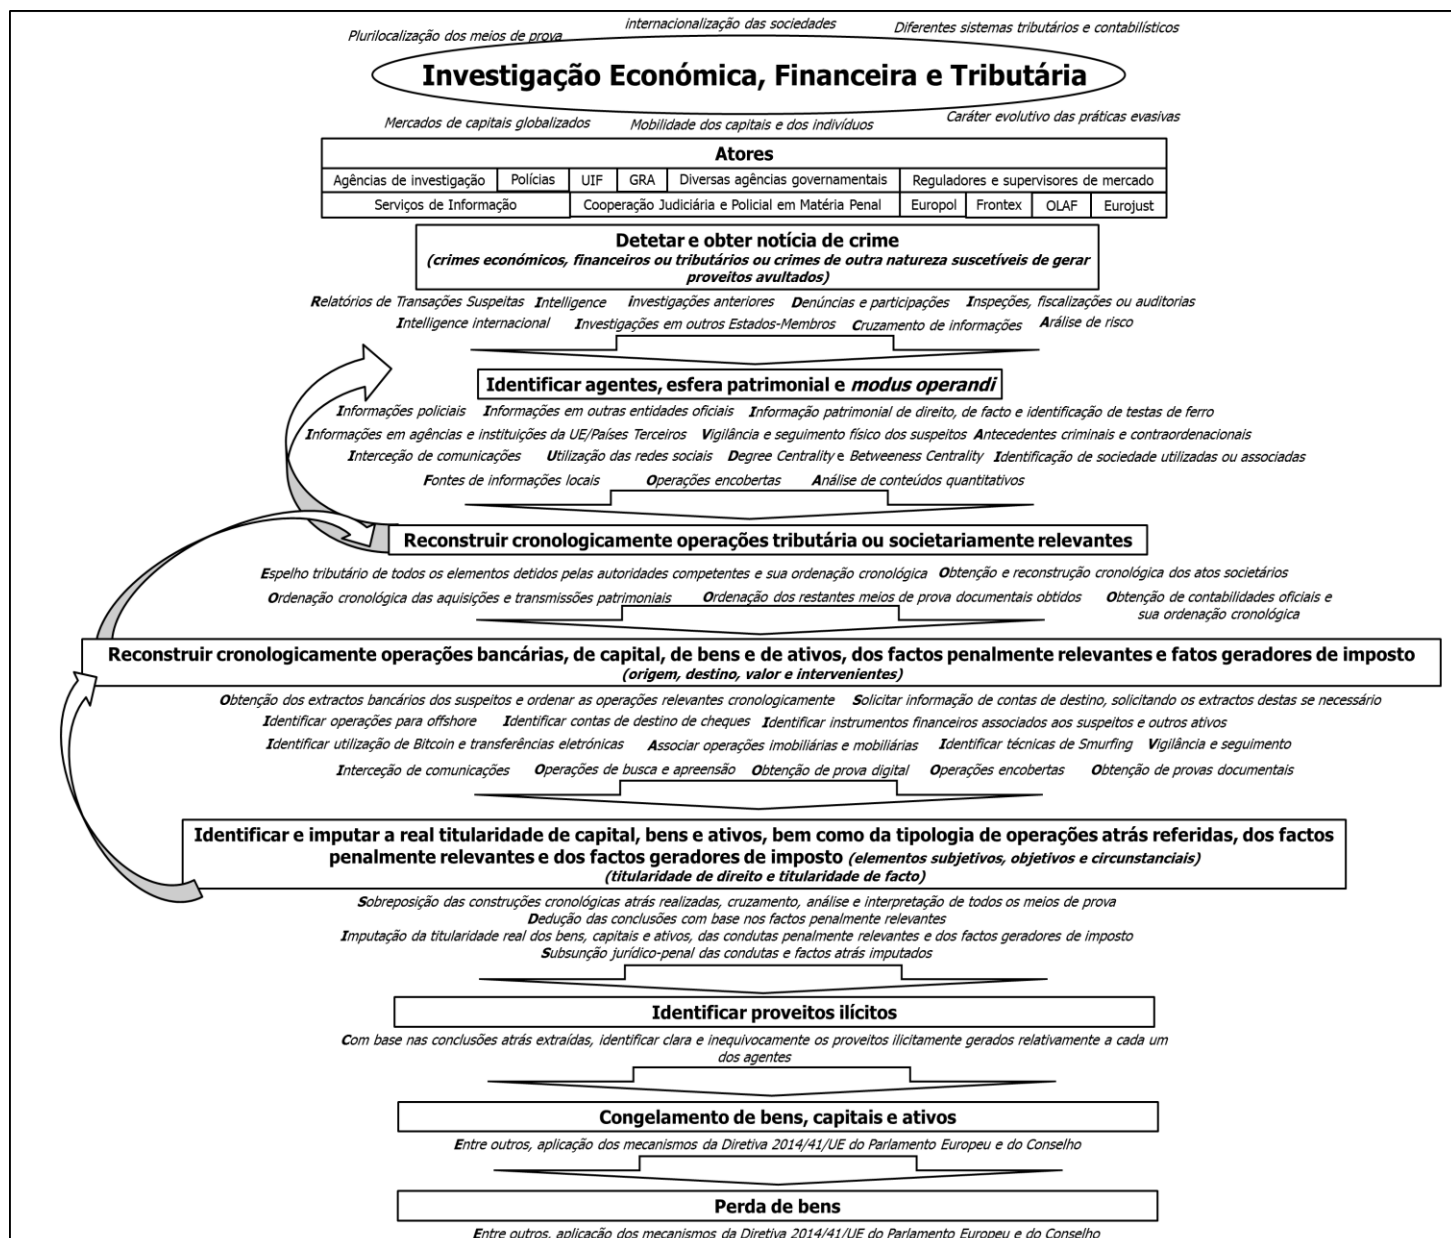 internacionalização das sociedades
Plurilocalização dos meios de prova
Diferentes sistemas tributários e contabilísticos
Investigação Económica, Financeira e Tributária
Mercados de capitais globalizados
Mobilidade dos capitais e dos indivíduos
Caráter evolutivo das práticas evasivas
Atores
Agências de investigação Polícias UIF GRA Diversas agências governamentais Reguladores e supervisores de mercado
Serviços de Informação Cooperação Judiciária e Policial em Matéria Penal Europol Frontex OLAF Eurojust
Detetar e obter notícia de crime
(crimes económicos, financeiros ou tributários ou crimes de outra natureza suscetíveis de gerar
proveitos avultados)
Relatórios de Transações Suspeitas Intelligence investigações anteriores Denúncias e participações Inspeções, fiscalizações ou auditorias
Intelligence internacional Investigações em outros Estados-Membros Cruzamento de informações Arálise de risco
Identificar agentes, esfera patrimonial e modus operandi
Informações policiais Informações em outras entidades oficiais Informação patrimonial de direito, de facto e identificação de testas de ferro
Informações em agências e instituições da UE/Países Terceiros Vigilância e seguimento físico dos suspeitos Antecedentes criminais e contraordenacionais
Interceção de comunicações Utilização das redes sociais Degree Centrality e Betweeness Centrality Identificação de sociedade utilizadas ou associadas
Fontes de informações locais Operações encobertas Análise de conteúdos quantitativos
Reconstruir cronologicamente operações tributária ou societariamente relevantes
Espelho tributário de todos os elementos detidos pelas autoridades competentes e sua ordenação cronológica Obtenção e reconstrução cronológica dos atos societários
Ordenação cronológica das aquisições e transmissões patrimoniais Ordenação dos restantes meios de prova documentais obtidos Obtenção de contabilidades oficiais e
sua ordenação cronológica
Reconstruir cronologicamente operações bancárias, de capital, de bens e de ativos, dos factos penalmente relevantes e fatos geradores de imposto
(origem, destino, valor e intervenientes)
Obtenção dos extractos bancários dos suspeitos e ordenar as operações relevantes cronologicamente Solicitar informação de contas de destino, solicitando os extractos destas se necessário
Identificar operações para offshore Identificar contas de destino de cheques Identificar instrumentos financeiros associados aos suspeitos e outros ativos
Identificar utilização de Bitcoin e transferências eletrónicas Associar operações imobiliárias e mobiliárias Identificar técnicas de Smurfing Vigilância e seguimento
Interceção de comunicações Operações de busca e apreensão Obtenção de prova digital Operações encobertas Obtenção de provas documentais
Identificar e imputar a real titularidade de capital, bens e ativos, bem como da tipologia de operações atrás referidas, dos factos
penalmente relevantes e dos factos geradores de imposto (elementos subjetivos, objetivos e circunstanciais)
(titularidade de direito e titularidade de facto)
Sobreposição das construções cronológicas atrás realizadas, cruzamento, análise e interpretação de todos os meios de prova
Dedução das conclusões com base nos factos penalmente relevantes
Imputação da titularidade real dos bens, capitais e ativos, das condutas penalmente relevantes e dos factos geradores de imposto
Subsunção jurídico-penal das condutas e factos atrás imputados
Identificar proveitos ilícitos
Com base nas conclusões atrás extraídas, identificar clara e inequivocamente os proveitos ilicitamente gerados relativamente a cada um
dos agentes
Congelamento de bens, capitais e ativos
Entre outros, aplicação dos mecanismos da Diretiva 2014/41/UE do Parlamento Europeu e do Conselho
Perda de bens
Entre outros, aplicação dos mecanismos da Diretiva 2014/41/UE do Parlamento Europeu e do Conselho